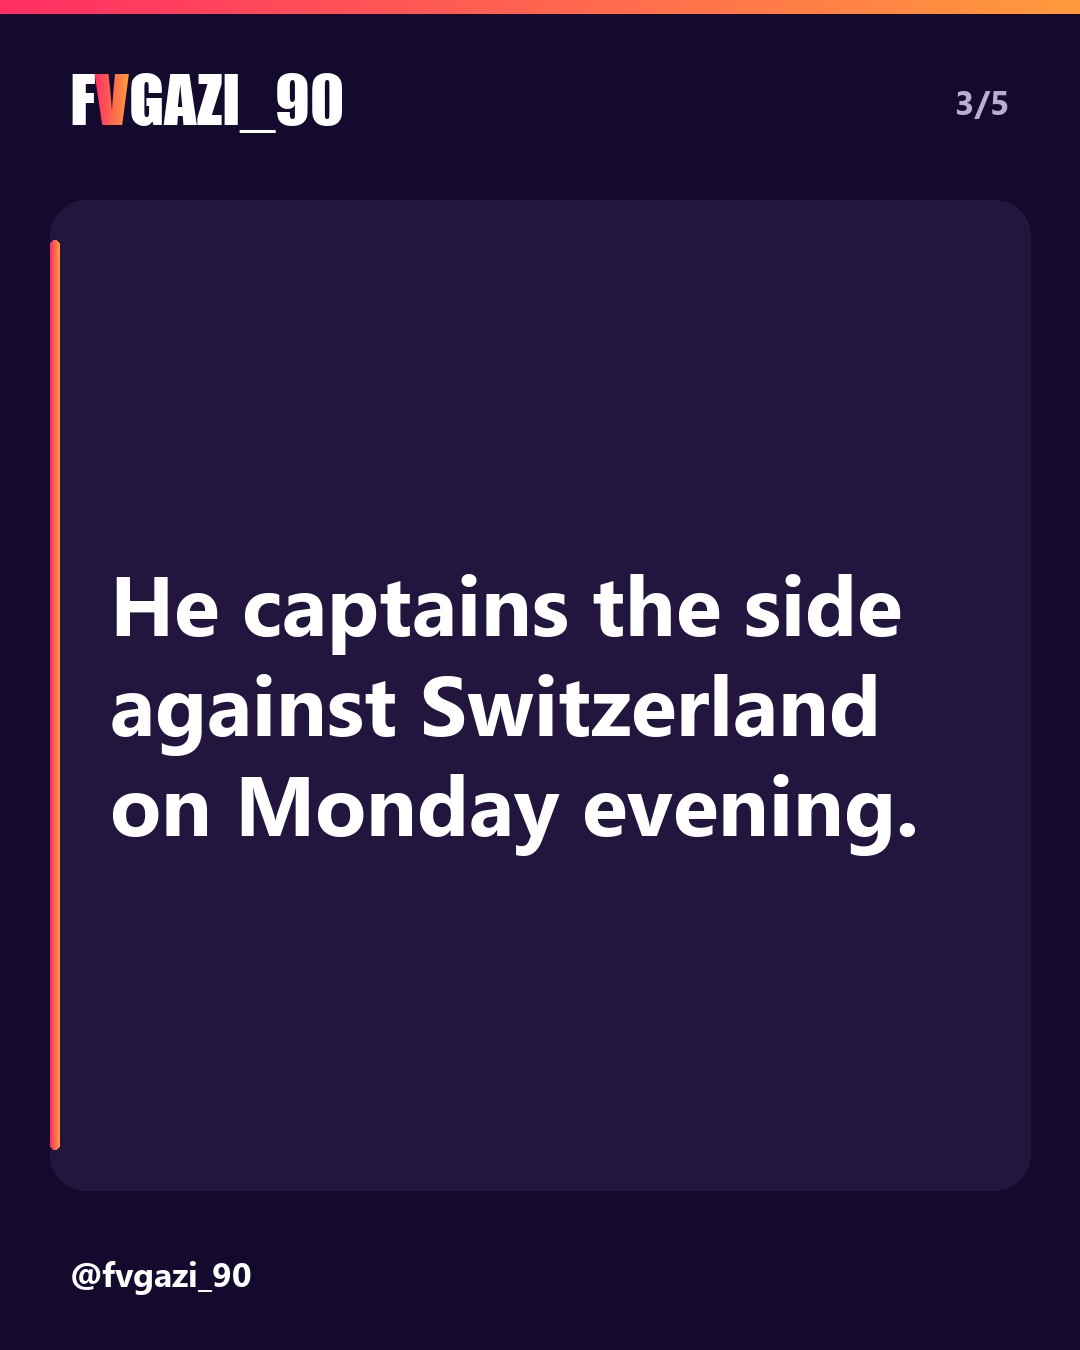 FVGAZI_90
3/5
He captains the side
against Switzerland
on Monday evening.
@fvgazi_90